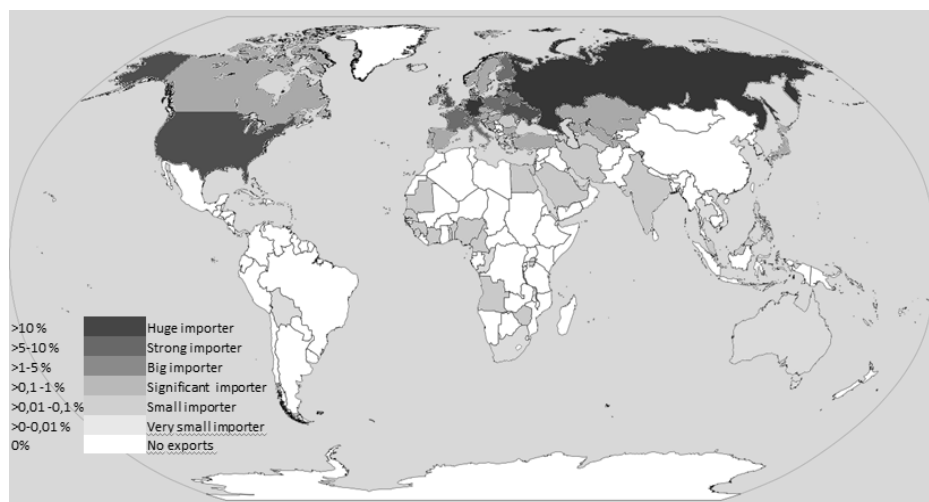 >10 % Huge importer
>5-10 % Strong importer
>1-5 % Big importer
>0,1 -1 % Significant importer
>0,01 -0,1 % Small importer
>0-0,01 % Very small importer
0% No exports